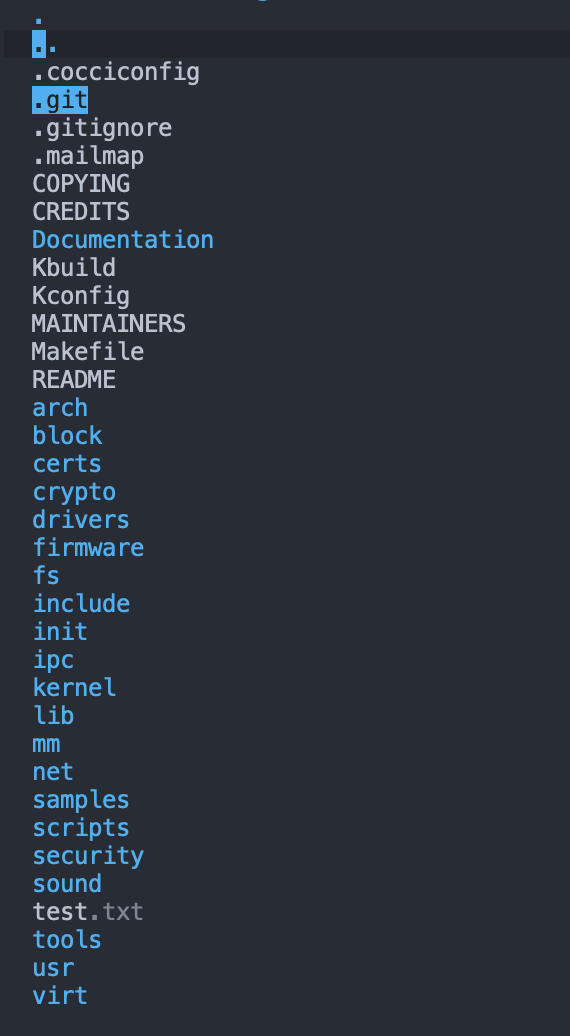 .
..
.cocciconfig
.git
.gitignore
.mailmap
COPYING
CREDITS
Documentation
Kbuild
Kconfig
MAINTAINERS
Makefile
README
arch
block
certs
crypto
drivers
firmware
fs
include
init
ipc
kernel
lib
mm
net
samples
scripts
security
sound
test.txt
tools
usr
virt